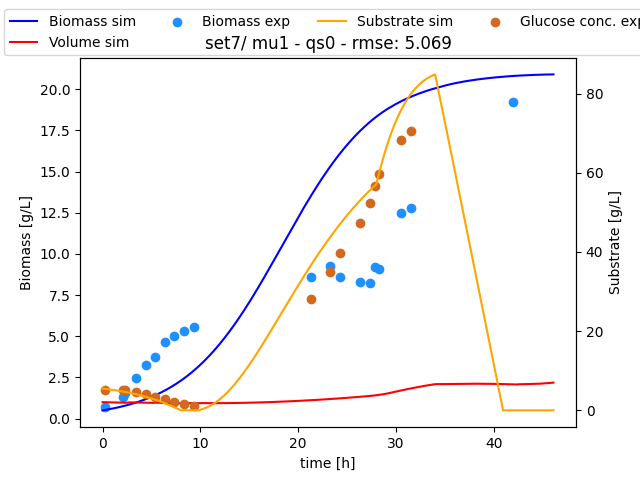 Biomass sim Biomass exp Substrate sim Glucose conc. exp
Volume sim
set7/ mu1 - qs0 - rmse: 5.069
20.0
17.5
15.0
12.5
10.0
7.5
5.0
2.5
0.0
Biomass [g/L]
80
60
40
20
0
Substrate [g/L]
0 10 20 30 40
time [h]